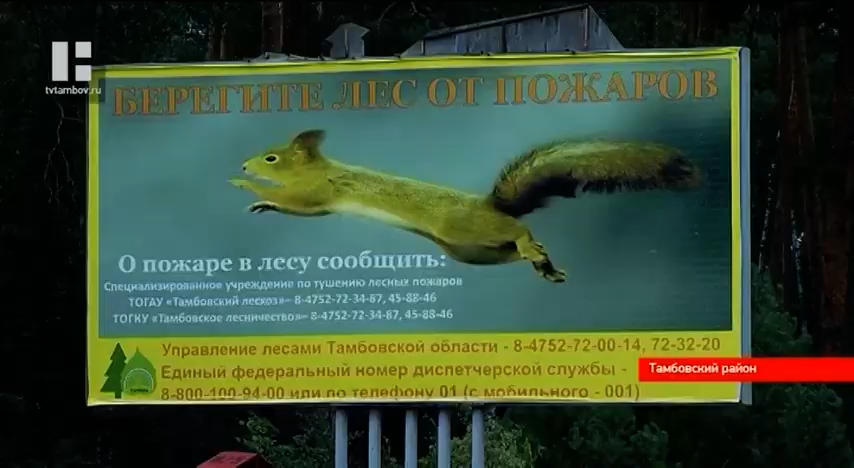 tvtambov.ru
БЕРЕГИТЕ ЛЕС ОТ ПОЖАРОВ
О пожаре в лесу сообщить:
Специализированное учреждение по тушению лесных пожаров
ТОГАУ «Тамбовский лесхоз»– 8-4752-72-34-87, 45-88-46
ТОГКУ «Тамбовское лесничество»– 8-4752-72-34-87, 45-88-46
Управление лесами Тамбовской области - 8-4752-72-00-14, 72-32-20
Единый федеральный номер диспетчерской службы -
8-800-100-94-00 или по телефону 01 (с мобильного - 001)
Тамбовский район